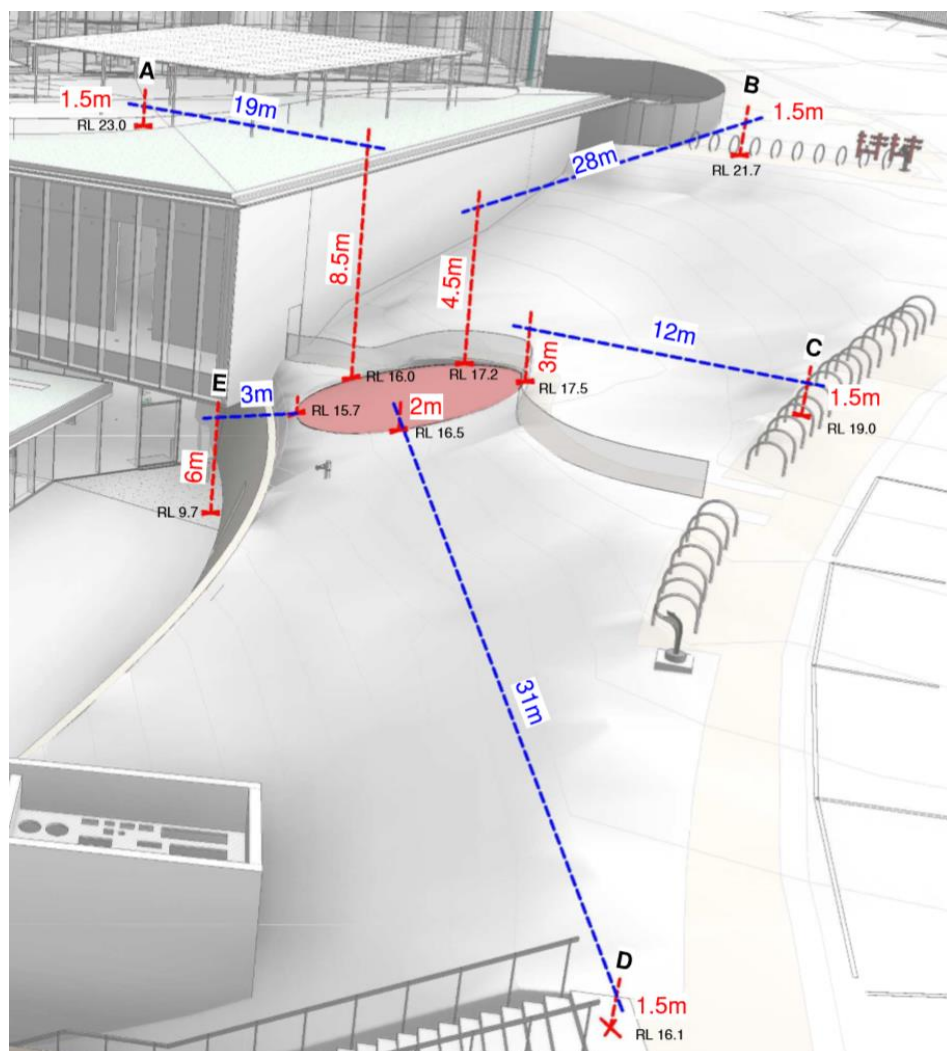 A
B
1.5m
19m
1.5m
RL 23.0
28m
RL 21.7
8.5m
4.5m
12m
C
3m
RL 16.0
RL 17.2
E
3m
RL 17.5
1.5m
RL 15.7
2m
RL 19.0
RL 16.5
6m
RL 9.7
31m
D
1.5m
RL 16.1